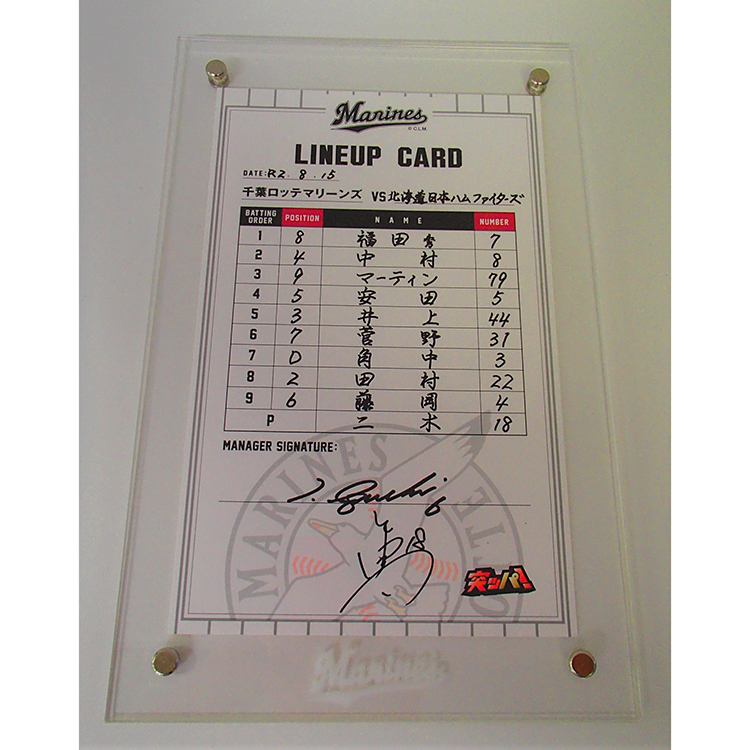 Marines
© C.L.M.
LINEUP CARD
DATE: R2. 8. 15
千葉ロッテマリーンズ VS 北海道日本ハムファイターズ
BATTING ORDER POSITION NAME NUMBER
1 8 福田秀 7
2 4 中村 8
3 9 マーティン 79
4 5 安田 5
5 3 井上 44
6 7 菅野 31
7 D 角中 3
8 2 田村 22
9 6 藤岡 4
P 二木 18
MANAGER SIGNATURE:
MARINES
6
18
突ッパ!
Marines